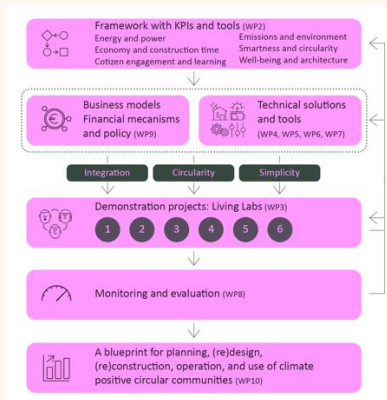 Framework with KPIs and tools (WP2)
Energy and power
Economy and construction time
Cotizen engagement and learning
Emissions and environment
Smartness and circularity
Well-being and architecture
Business models
Financial mechanisms
and policy (WP9)
Technical solutions
and tools
(WP4, WP5, WP6, WP7)
Integration
Circularity
Simplicity
Demonstration projects: Living Labs (WP3)
1 2 3 4 5 6
Monitoring and evaluation (WP8)
A blueprint for planning, (re)design,
(re)construction, operation, and use of climate
positive circular communities (WP10)